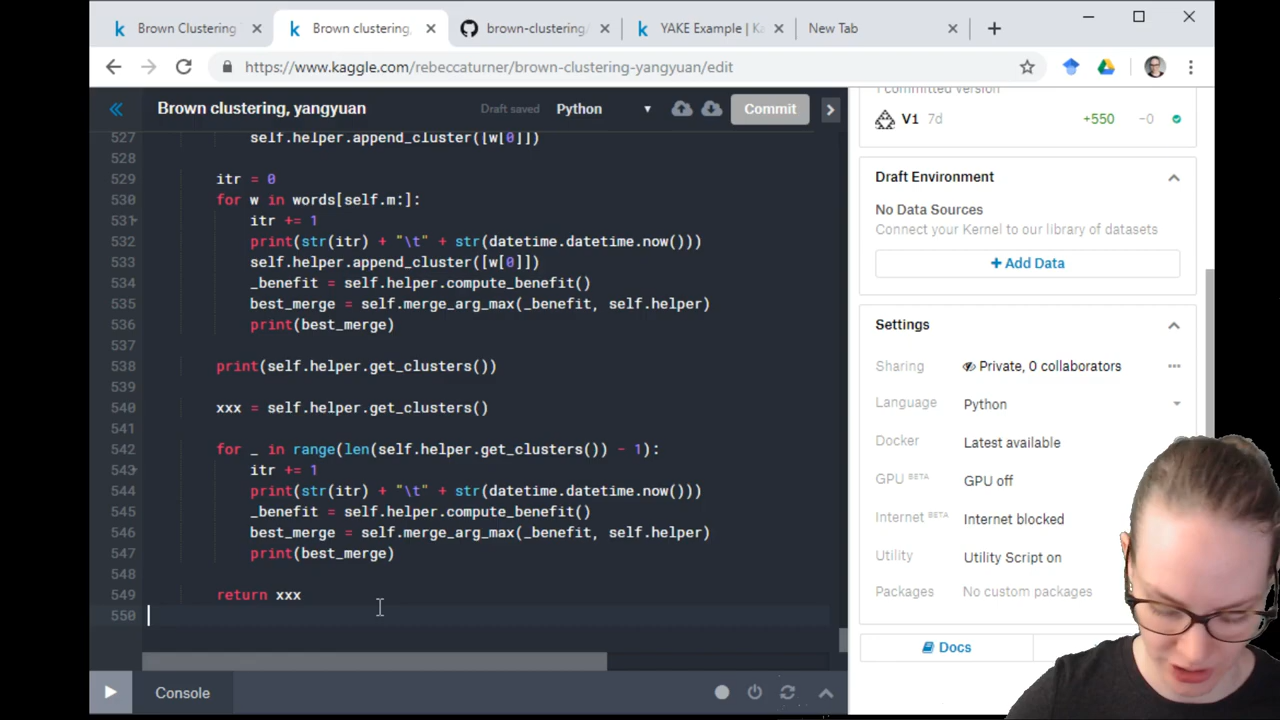 Brown Clustering
Brown clustering,
brown-clustering/
YAKE Example | Ka
New Tab
https://www.kaggle.com/rebeccaturner/brown-clustering-yangyuan/edit
Brown clustering, yangyuan
Draft saved
Python
Commit
527 self.helper.append_cluster([w[0]])
528
529 itr = 0
530 for w in words[self.m:]:
531 itr += 1
532 print(str(itr) + "\t" + str(datetime.datetime.now()))
533 self.helper.append_cluster([w[0]])
534 _benefit = self.helper.compute_benefit()
535 best_merge = self.merge_arg_max(_benefit, self.helper)
536 print(best_merge)
537
538 print(self.helper.get_clusters())
539
540 xxx = self.helper.get_clusters()
541
542 for _ in range(len(self.helper.get_clusters()) - 1):
543 itr += 1
544 print(str(itr) + "\t" + str(datetime.datetime.now()))
545 _benefit = self.helper.compute_benefit()
546 best_merge = self.merge_arg_max(_benefit, self.helper)
547 print(best_merge)
548
549 return xxx
550
Console
1 committed version
V1 7d +550 -0
Draft Environment
No Data Sources
Connect your Kernel to our library of datasets
+ Add Data
Settings
Sharing Private, 0 collaborators
Language Python
Docker Latest available
GPU BETA GPU off
Internet BETA Internet blocked
Utility Utility Script on
Packages No custom packages
Docs